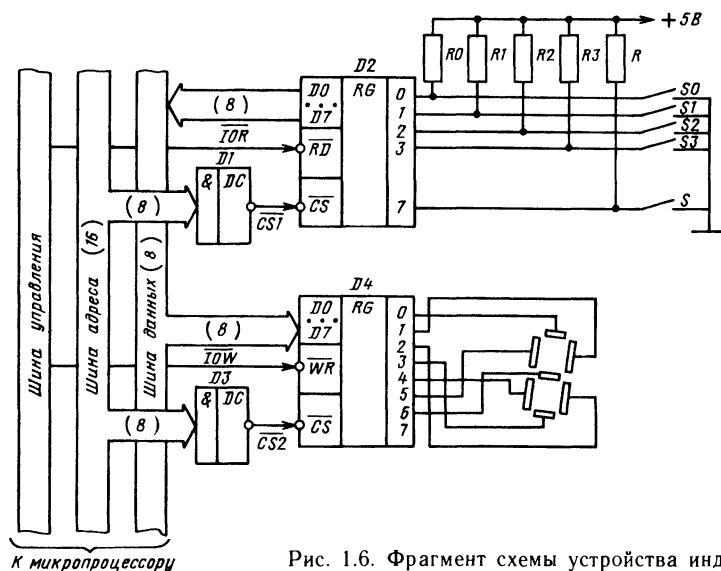 +5В
R0 R1 R2 R3 R
D2
D0 RG 0 S0
D7 1 S1
(8) 2 S2
IOR RD 3 S3
D1
& DC
CS 7 S
(8) CS1
Шина управления
Шина адреса (16)
Шина данных (8)
D4
D0 RG 0
D7 1
(8) 2
IOW WR 3
4
D3 5
& DC 6
CS 7
(8) CS2
К микропроцессору
Рис. 1.6. Фрагмент схемы устройства инд